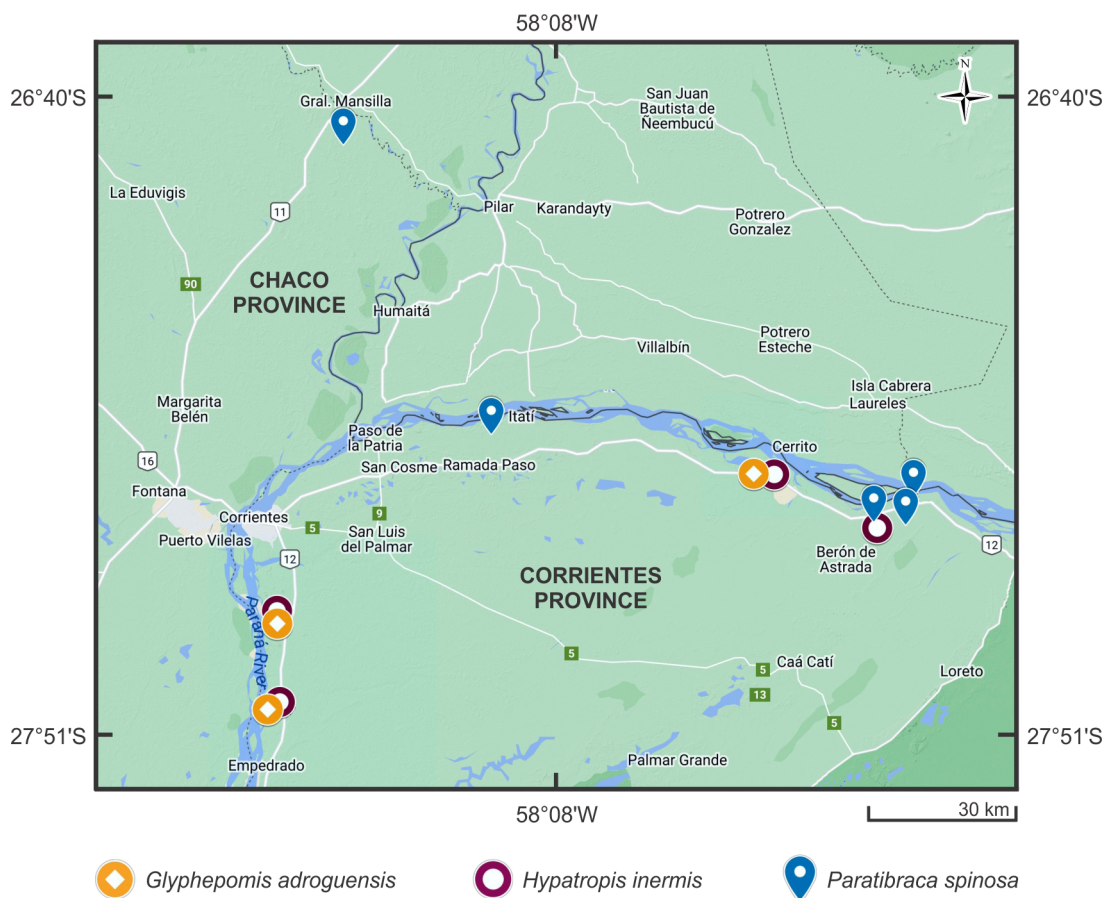 58°08'W
26°40'S
26°40'S
N
Gral. Mansilla
San Juan
Bautista de
Ñeembucú
La Eduvigis
11
Pilar
Karandayty
Potrero
Gonzalez
90
CHACO
PROVINCE
Humaitá
Potrero
Esteche
Villalbín
Isla Cabrera
Laureles
Margarita
Belén
Itatí
Paso de
la Patria
Cerrito
16
San Cosme
Ramada Paso
Fontana
Corrientes
9
5
Puerto Vilelas
San Luis
del Palmar
12
12
Berón de
Astrada
CORRIENTES
PROVINCE
Paraná River
5
5
Caá Catí
Loreto
13
5
27°51'S
27°51'S
Empedrado
Palmar Grande
58°08'W
30 km
Glyphepomis adroguensis
Hypatropis inermis
Paratibraca spinosa